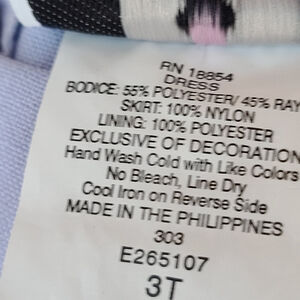 RN 18854
DRESS
BODICE: 55% POLYESTER/ 45% RAY
SKIRT: 100% NYLON
LINING: 100% POLYESTER
EXCLUSIVE OF DECORATION
Hand Wash Cold with Like Colors
No Bleach, Line Dry
Cool Iron on Reverse Side
MADE IN THE PHILIPPINES
303
E265107
3T